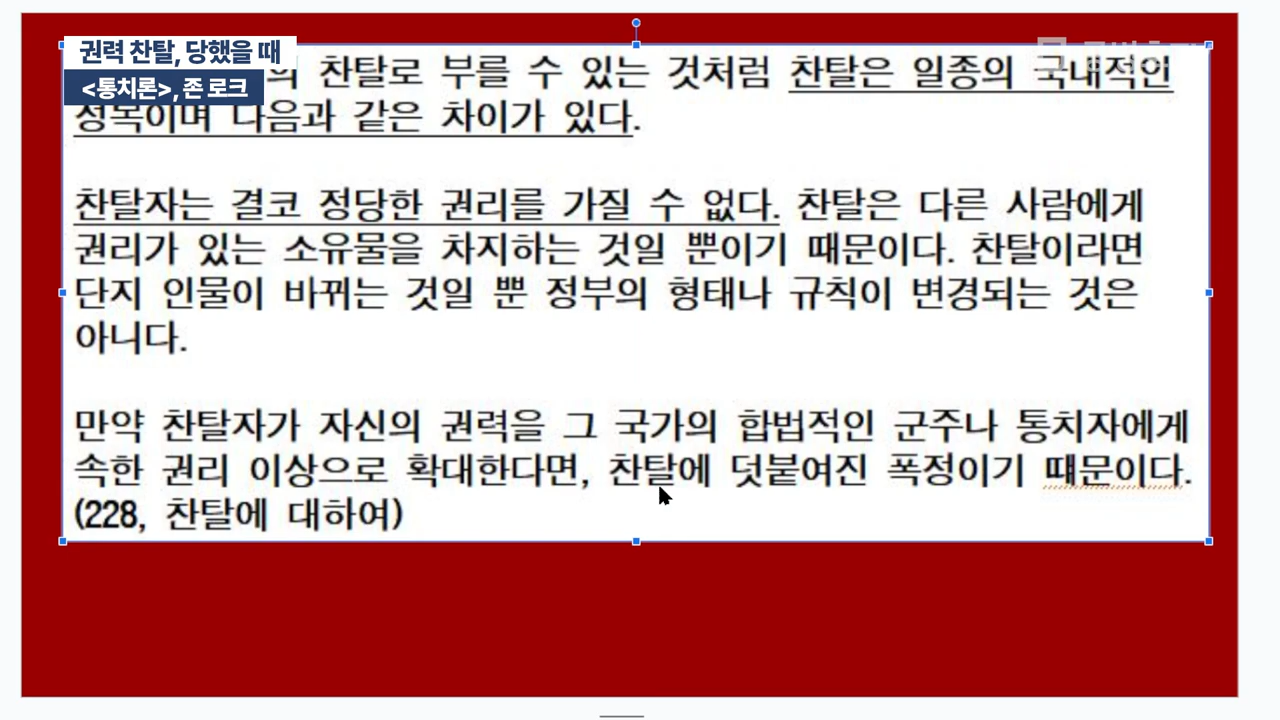 권력 찬탈, 당했을 때
<통치론>, 존 로크
찬탈로 부를 수 있는 것처럼 찬탈은 일종의 국내적인
정복이며 다음과 같은 차이가 있다.
찬탈자는 결코 정당한 권리를 가질 수 없다. 찬탈은 다른 사람에게
권리가 있는 소유물을 차지하는 것일 뿐이기 때문이다. 찬탈이라면
단지 인물이 바뀌는 것일 뿐 정부의 형태나 규칙이 변경되는 것은
아니다.
만약 찬탈자가 자신의 권력을 그 국가의 합법적인 군주나 통치자에게
속한 권리 이상으로 확대한다면, 찬탈에 덧붙여진 폭정이기 떄문이다.
(228, 찬탈에 대하여)